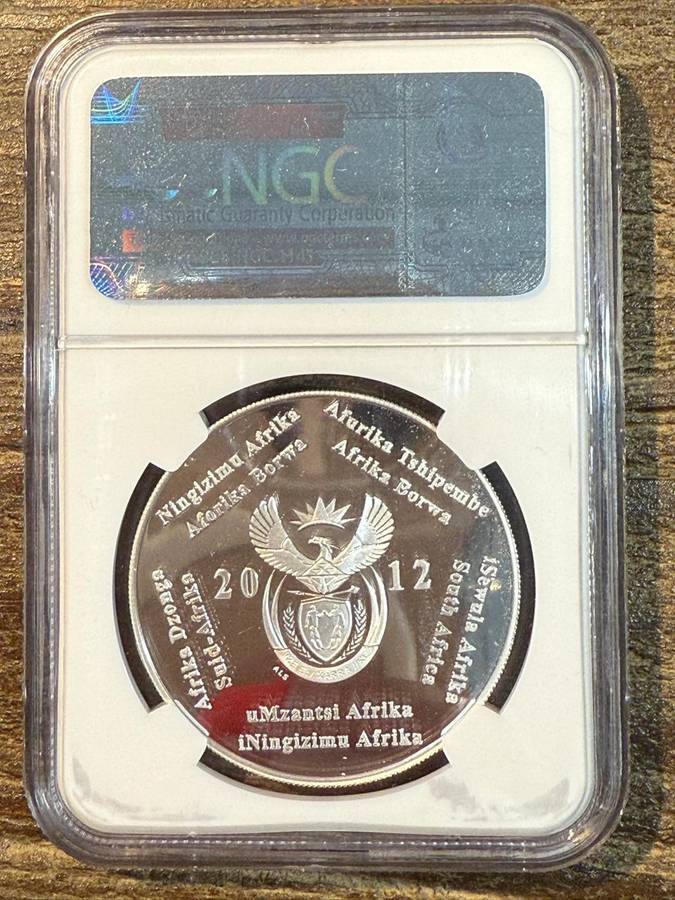 NGC
Guaranty Corporation
Ningizimu Afrika
Aforika Borwa
Afurika Tshipembe
Afrika Borwa
20 12
iSewula Afrika
South Africa
Afrika Dzonga
Suid-Afrika
ALS
uMzantsi Afrika
iNingizimu Afrika